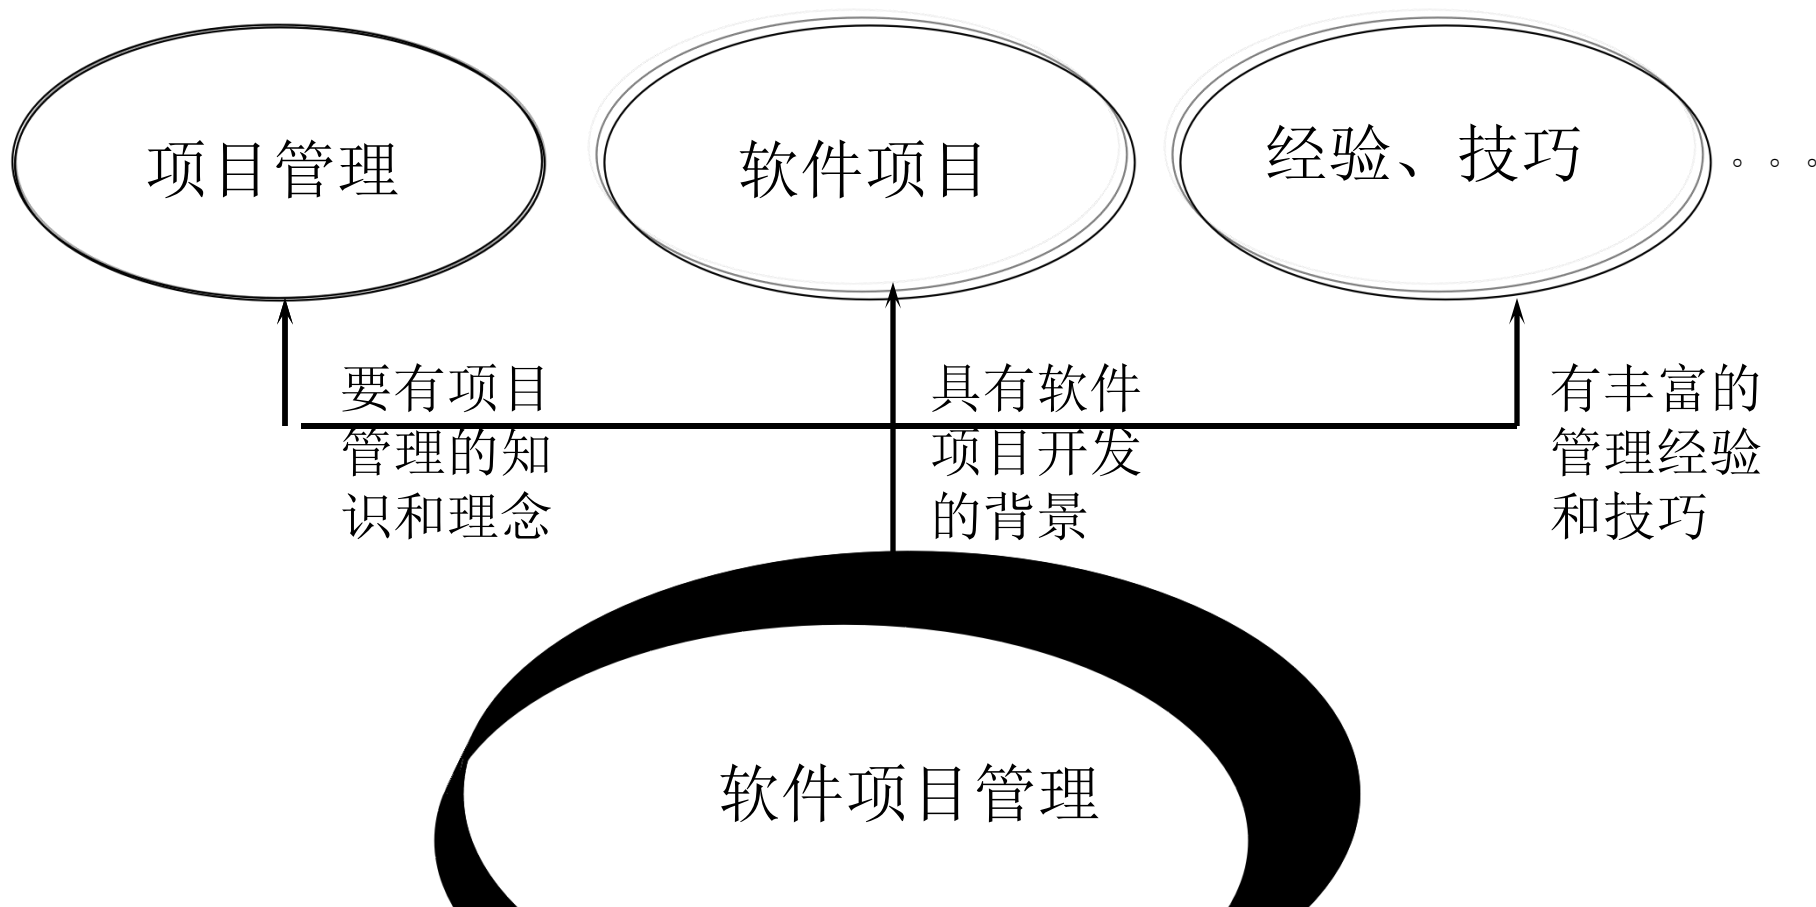 项目管理
软件项目
经验、技巧
。。。
要有项目
管理的知
识和理念
具有软件
项目开发
的背景
有丰富的
管理经验
和技巧
软件项目管理